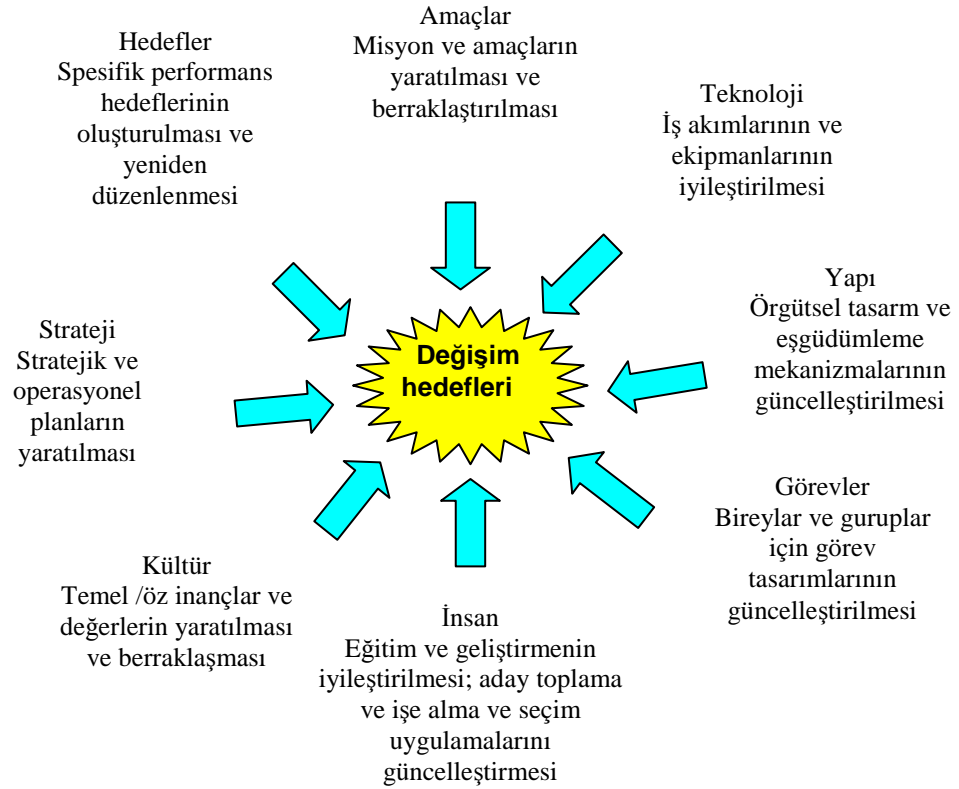 Amaçlar
Misyon ve amaçların
yaratılması ve
berraklaştırılması
Teknoloji
İş akımlarının ve
ekipmanlarının
iyileştirilmesi
Yapı
Örgütsel tasarm ve
eşgüdümleme
mekanizmalarının
güncelleştirilmesi
Görevler
Bireylar ve guruplar
için görev
tasarımlarının
güncelleştirilmesi
İnsan
Eğitim ve geliştirmenin
iyileştirilmesi; aday toplama
ve işe alma ve seçim
uygulamalarını
güncelleştirmesi
Kültür
Temel /öz inançlar ve
değerlerin yaratılması
ve berraklaşması
Strateji
Stratejik ve
operasyonel
planların
yaratılması
Hedefler
Spesifik performans
hedeflerinin
oluşturulması ve
yeniden
düzenlenmesi
Değişim
hedefleri